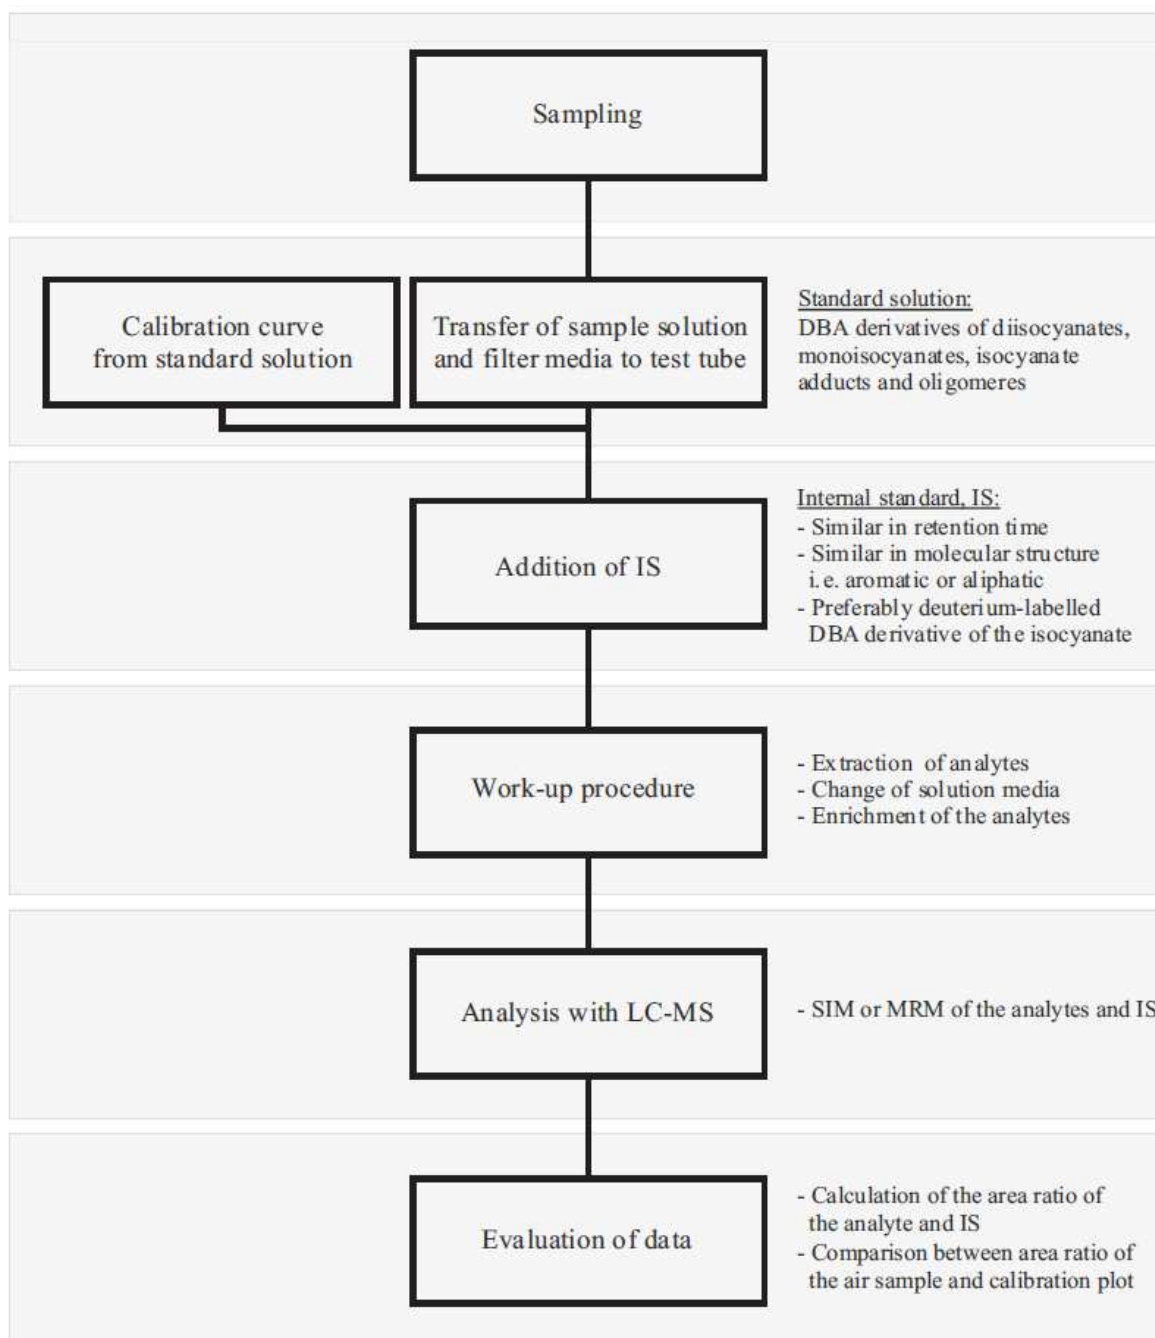 Sampling
Calibration curve
from standard solution
Transfer of sample solution
and filter media to test tube
Standard solution:
DBA derivatives of diisocyanates,
monoisocyanates, isocyanate
adducts and oligomeres
Addition of IS
Internal standard, IS:
- Similar in retention time
- Similar in molecular structure
i.e. aromatic or aliphatic
- Preferably deuterium-labelled
DBA derivative of the isocyanate
Work-up procedure
- Extraction of analytes
- Change of solution media
- Enrichment of the analytes
Analysis with LC-MS
- SIM or MRM of the analytes and IS
Evaluation of data
- Calculation of the area ratio of
the analyte and IS
- Comparison between area ratio of
the air sample and calibration plot